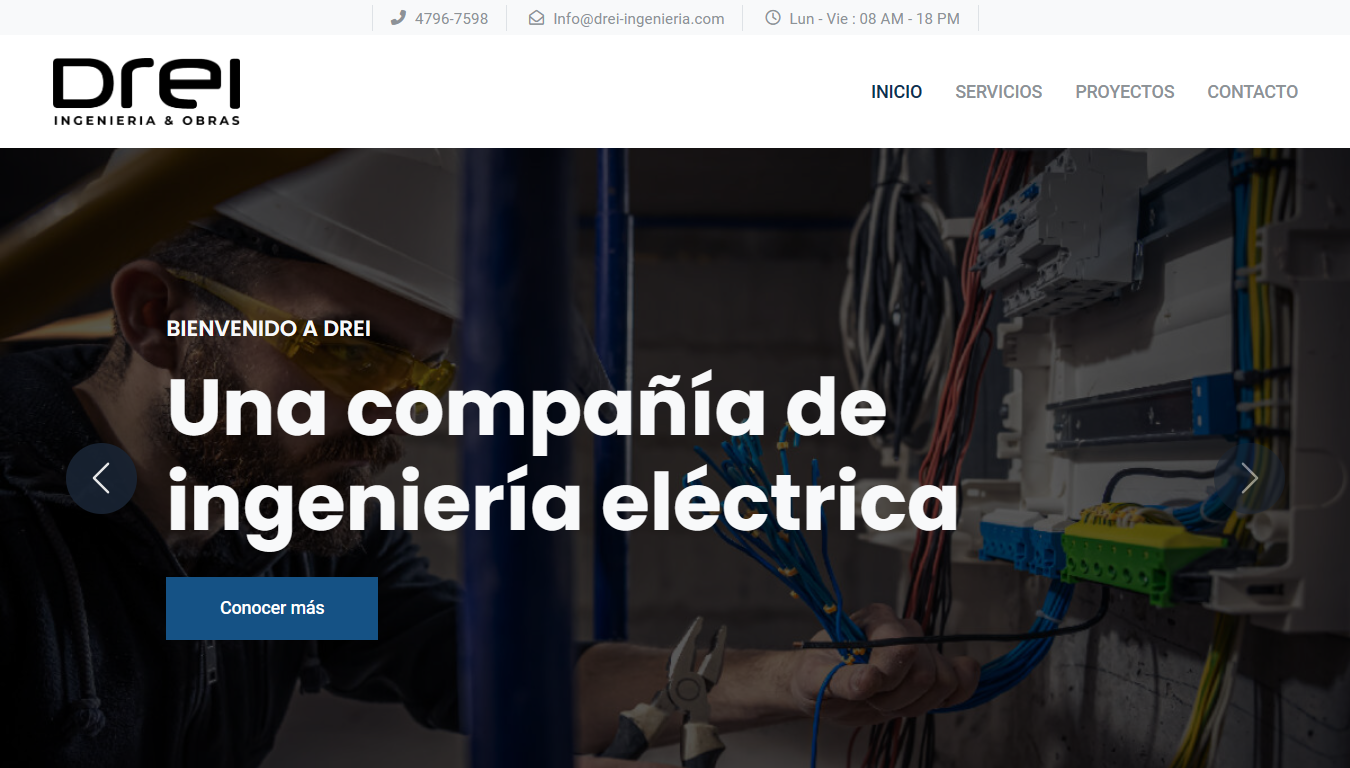 4796-7598
Info@drei-ingenieria.com
Lun - Vie : 08 AM - 18 PM
Drei
INGENIERIA & OBRAS
INICIO
SERVICIOS
PROYECTOS
CONTACTO
BIENVENIDO A DREI
Una compañía de
ingeniería eléctrica
Conocer más